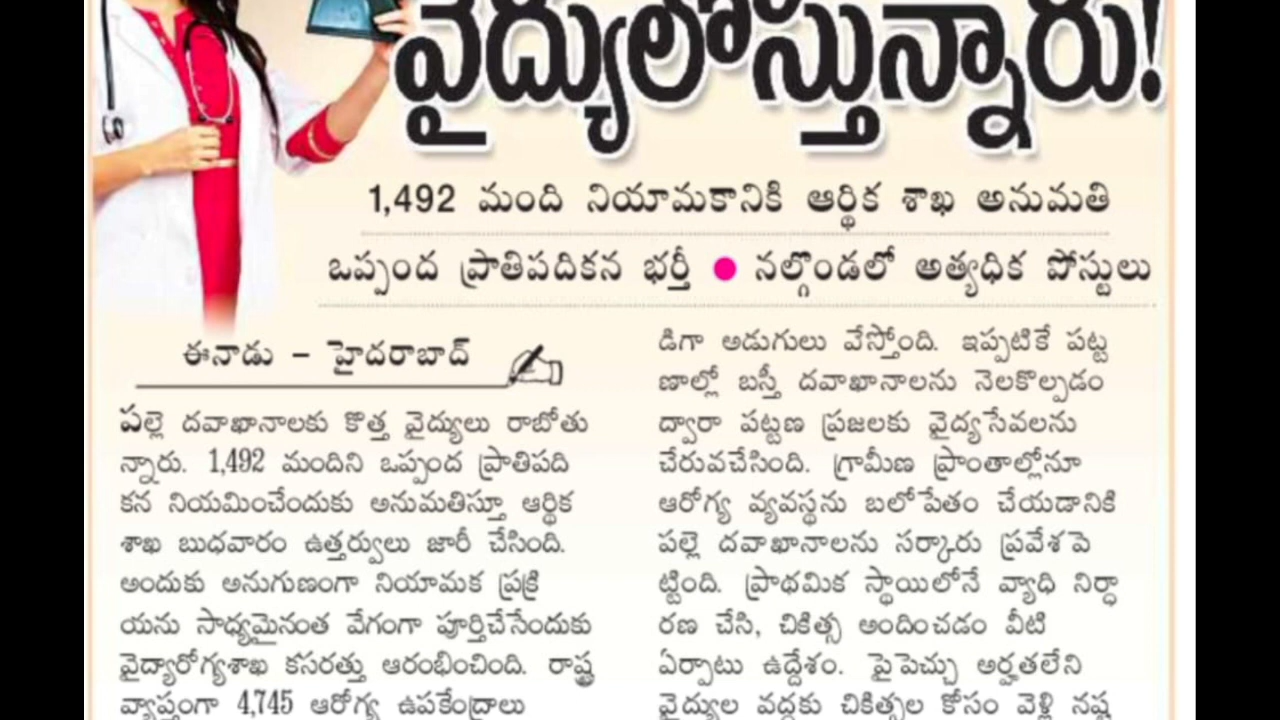 వైద్యులొస్తున్నారు!
1,492 మంది నియామకానికి ఆర్థిక శాఖ అనుమతి
ఒప్పంద ప్రాతిపదికన భర్తీ ● నల్గొండలో అత్యధిక పోస్టులు
ఈనాడు - హైదరాబాద్
పల్లె దవాఖానాలకు కొత్త వైద్యులు రాబోతు
న్నారు. 1,492 మందిని ఒప్పంద ప్రాతిపది
కన నియమించేందుకు అనుమతిస్తూ ఆర్థిక
శాఖ బుధవారం ఉత్తర్వులు జారీ చేసింది.
అందుకు అనుగుణంగా నియామక ప్రక్రి
యను సాధ్యమైనంత వేగంగా పూర్తిచేసేందుకు
వైద్యారోగ్యశాఖ కసరత్తు ఆరంభించింది. రాష్ట్ర
వ్యాప్తంగా 4,745 ఆరోగ్య ఉపకేంద్రాలు
డిగా అడుగులు వేస్తోంది. ఇప్పటికే పట్ట
ణాల్లో బస్తీ దవాఖానాలను నెలకొల్పడం
ద్వారా పట్టణ ప్రజలకు వైద్యసేవలను
చేరువచేసింది. గ్రామీణ ప్రాంతాల్లోనూ
ఆరోగ్య వ్యవస్థను బలోపేతం చేయడానికి
పల్లె దవాఖానాలను సర్కారు ప్రవేశపె
ట్టింది. ప్రాథమిక స్థాయిలోనే వ్యాధి నిర్ధా
రణ చేసి, చికిత్స అందించడం వీటి
ఏర్పాటు ఉద్దేశం. పైపెచ్చు అర్హతలేని
వైద్యుల వద్దకు చికిత్సల కోసం వెళ్లి నష్ట